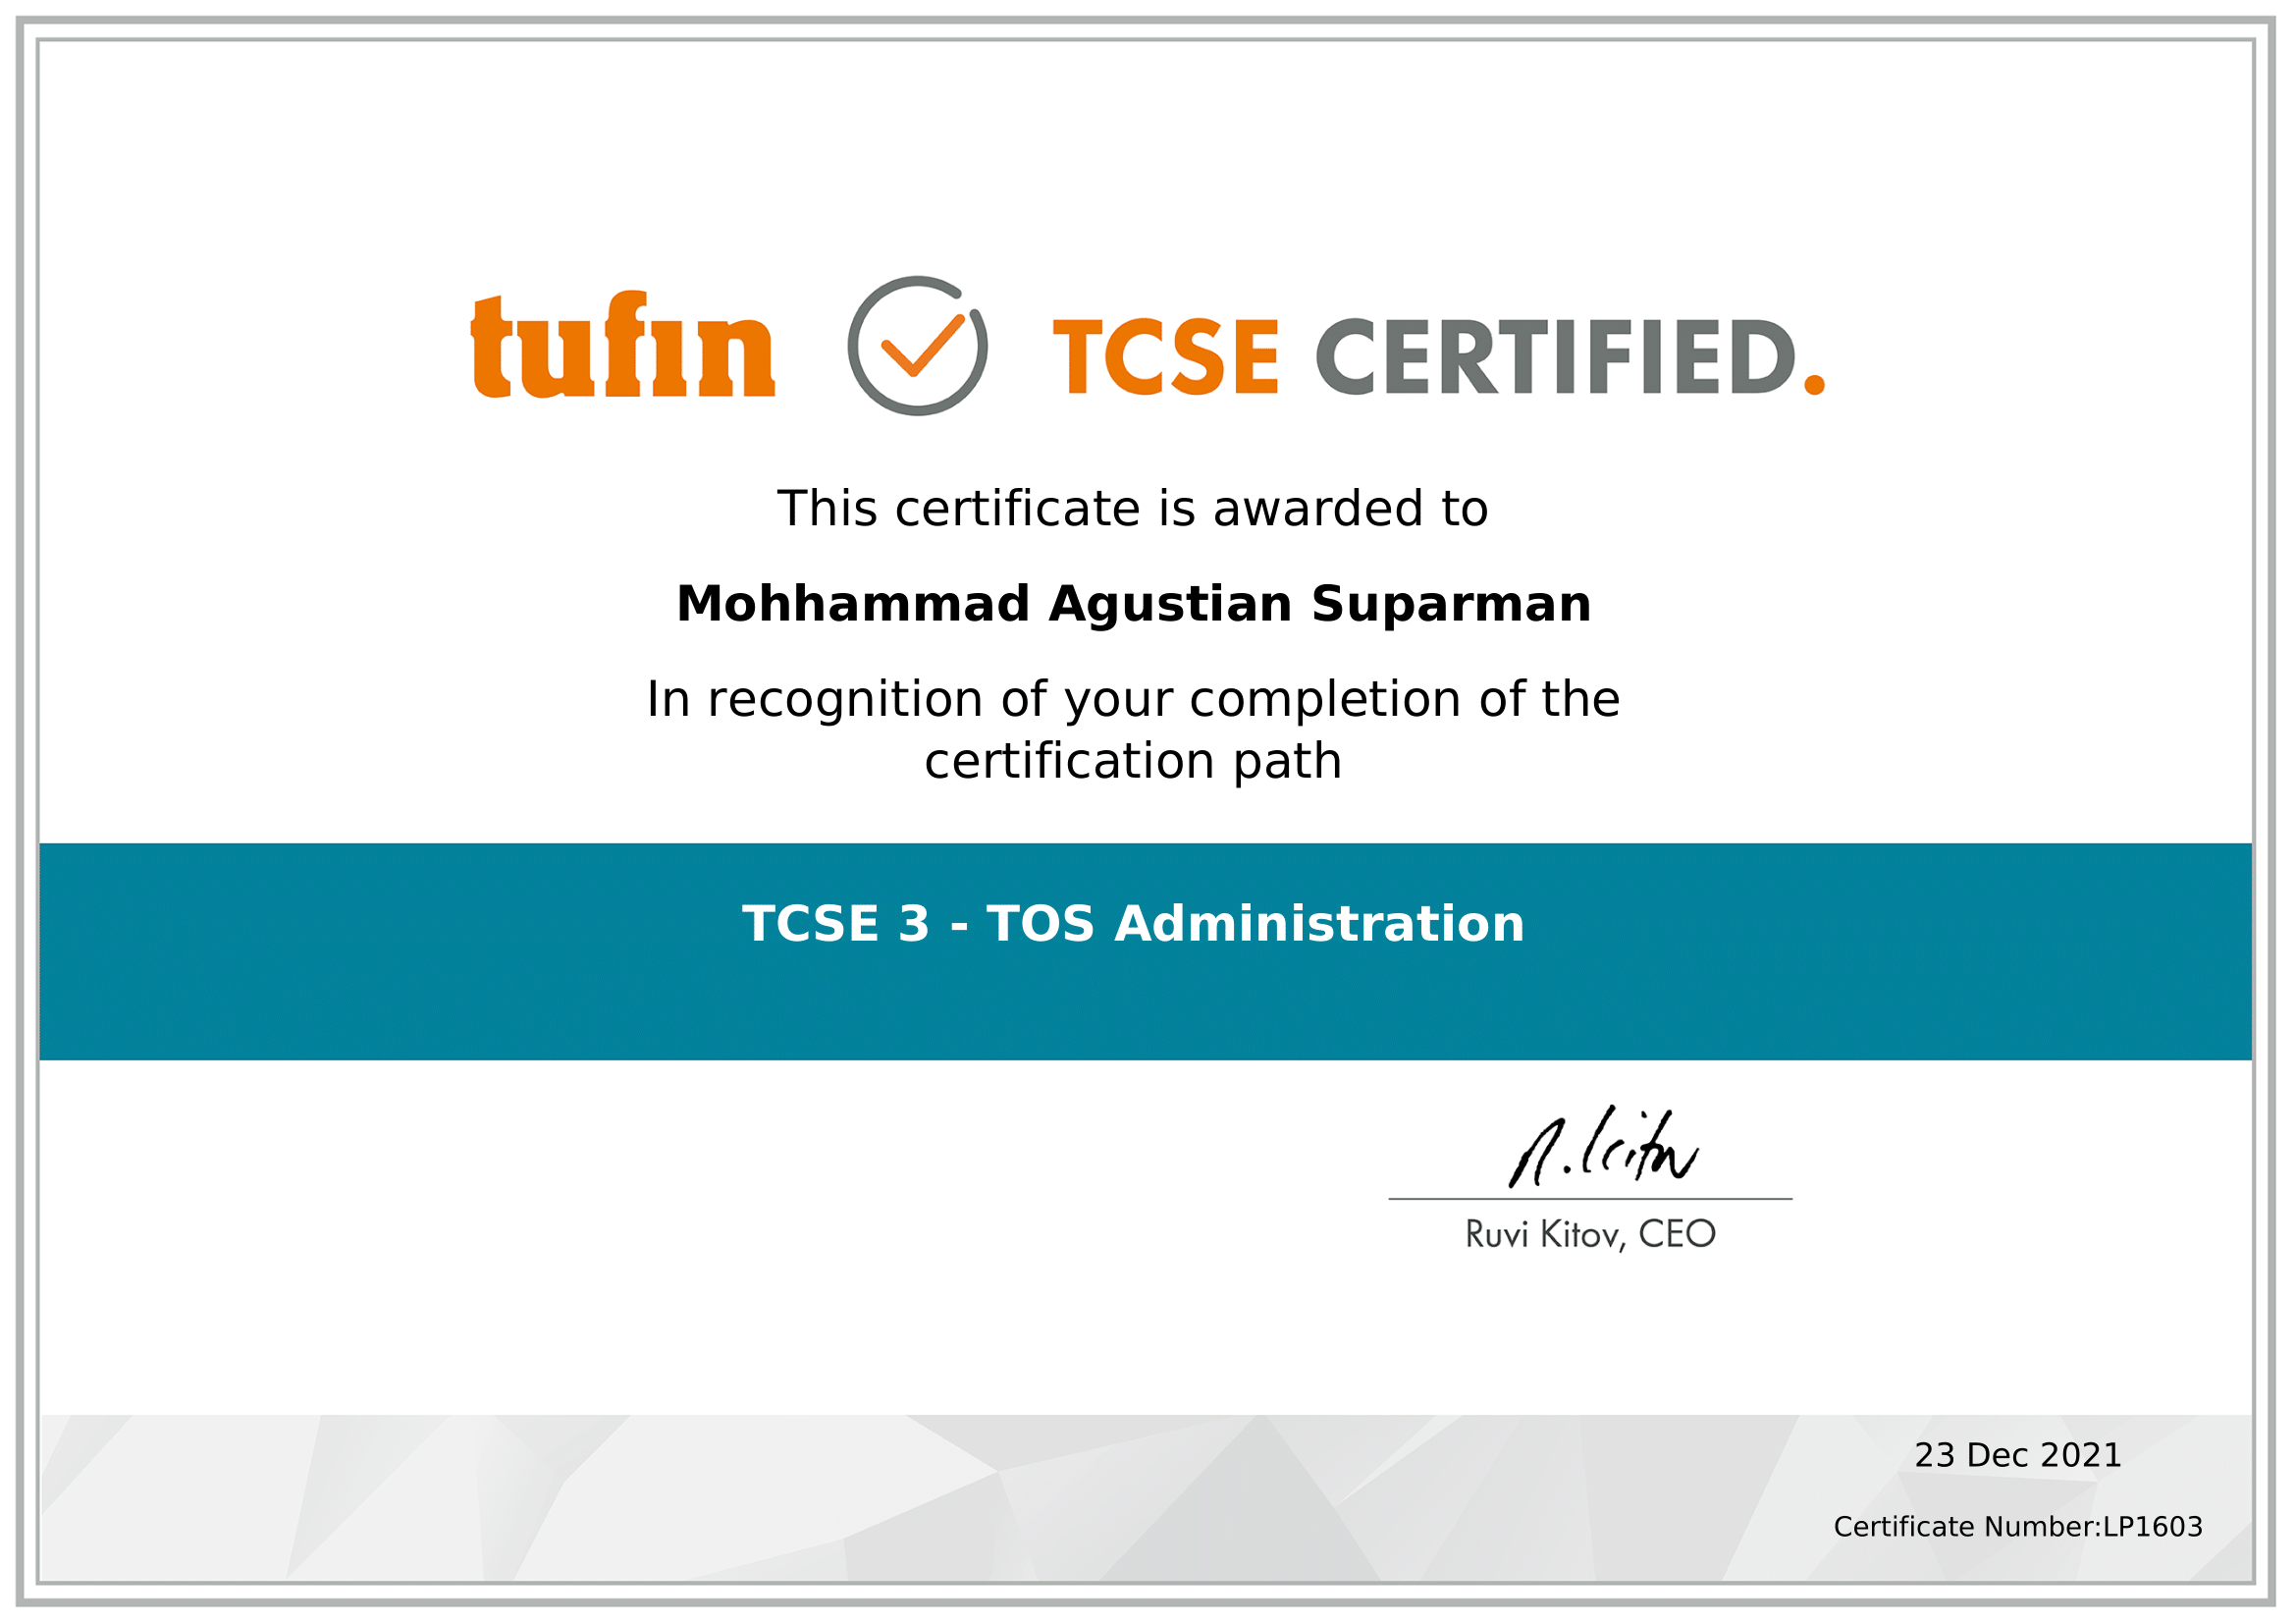 tufin TCSE CERTIFIED.
This certificate is awarded to
Mohhammad Agustian Suparman
In recognition of your completion of the
certification path
TCSE 3 - TOS Administration
R. Kitov
Ruvi Kitov, CEO
23 Dec 2021
Certificate Number:LP1603